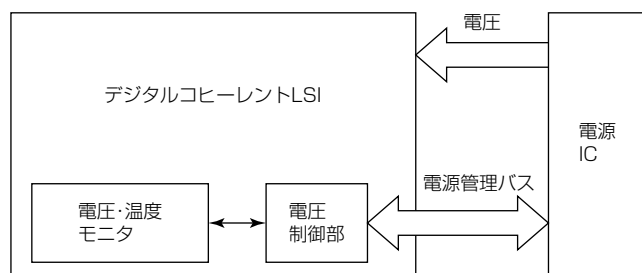 電圧
デジタルコヒーレントLSI
電源
IC
電源管理バス
電圧・温度
モニタ
電圧
制御部